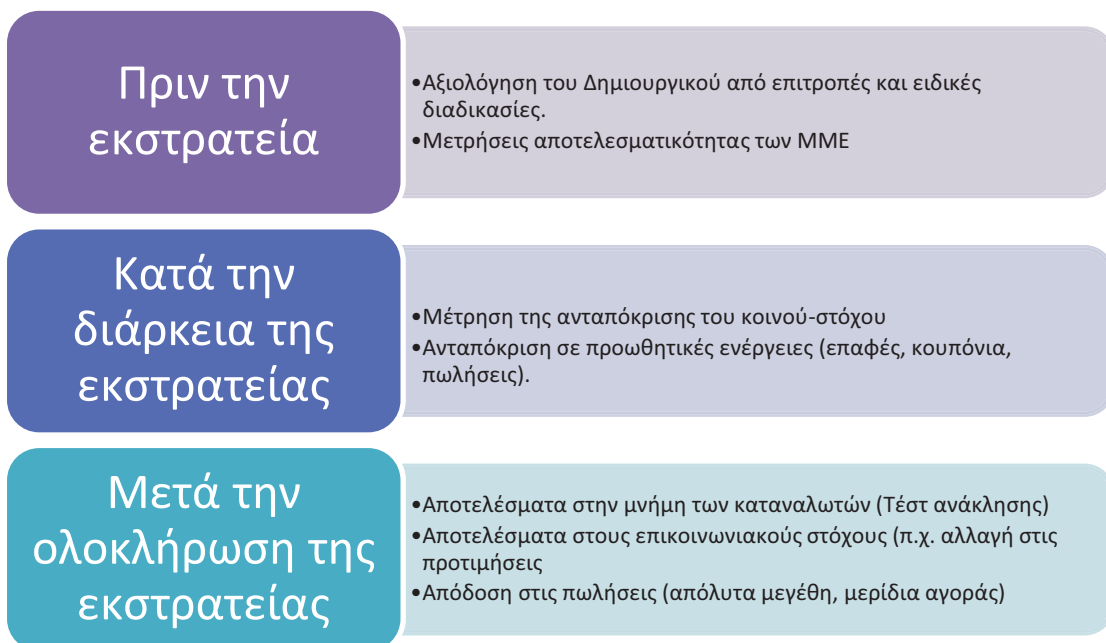 Πριν την
εκστρατεία
•Αξιολόγηση του Δημιουργικού από επιτροπές και ειδικές
διαδικασίες.
•Μετρήσεις αποτελεσματικότητας των ΜΜΕ
Κατά την
διάρκεια της
εκστρατείας
•Μέτρηση της ανταπόκρισης του κοινού-στόχου
•Ανταπόκριση σε προωθητικές ενέργειες (επαφές, κουπόνια,
πωλήσεις).
Μετά την
ολοκλήρωση της
εκστρατείας
•Αποτελέσματα στην μνήμη των καταναλωτών (Τέστ ανάκλησης)
•Αποτελέσματα στους επικοινωνιακούς στόχους (π.χ. αλλαγή στις
προτιμήσεις
•Απόδοση στις πωλήσεις (απόλυτα μεγέθη, μερίδια αγοράς)